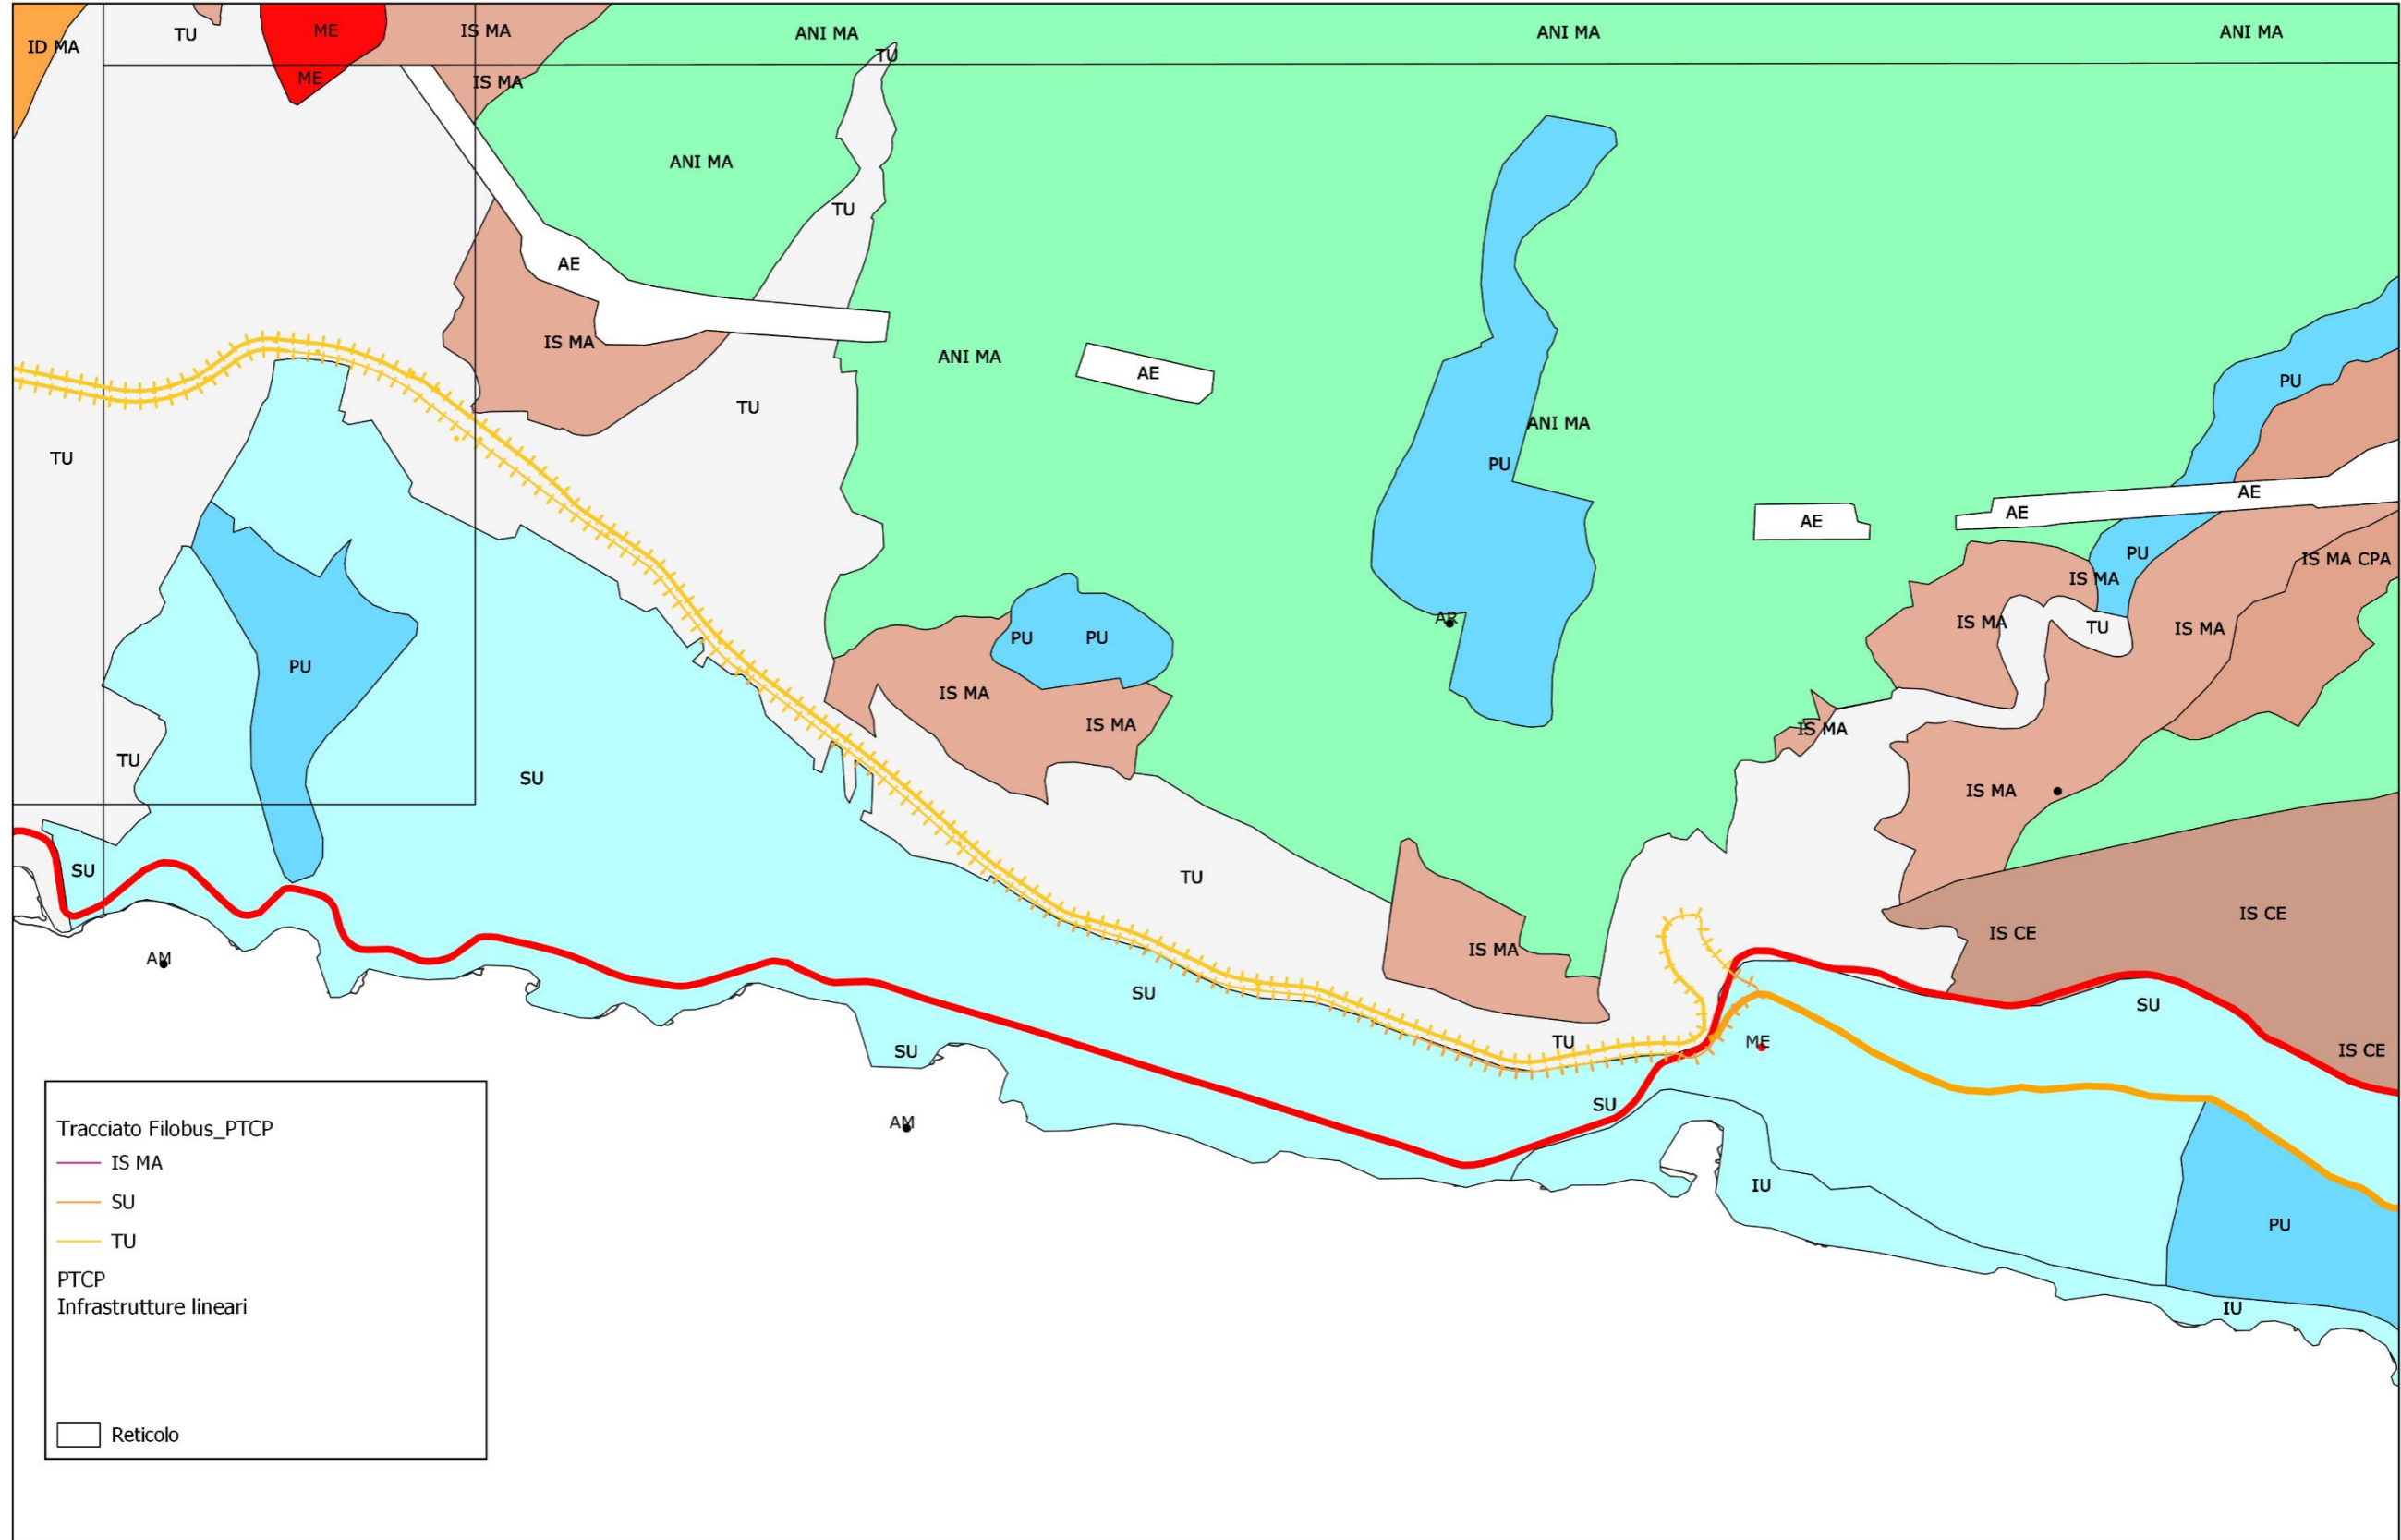 ID MA
TU
ME
IS MA
ANI MA
ANI MA
ANI MA
TU
ME
IS MA
ANI MA
TU
AE
IS MA
ANI MA
AE
PU
TU
ANI MA
TU
PU
AE
AE
AE
PU
IS MA CPA
IS MA
AR
IS MA
TU
IS MA
PU
PU
PU
IS MA
IS MA
IS MA
TU
SU
IS MA
SU
TU
IS CE
IS CE
IS MA
AM
SU
SU
SU
TU
ME
IS CE
SU
AM
IU
PU
IU
Tracciato Filobus_PTCP
IS MA
SU
TU
PTCP
Infrastrutture lineari
Reticolo